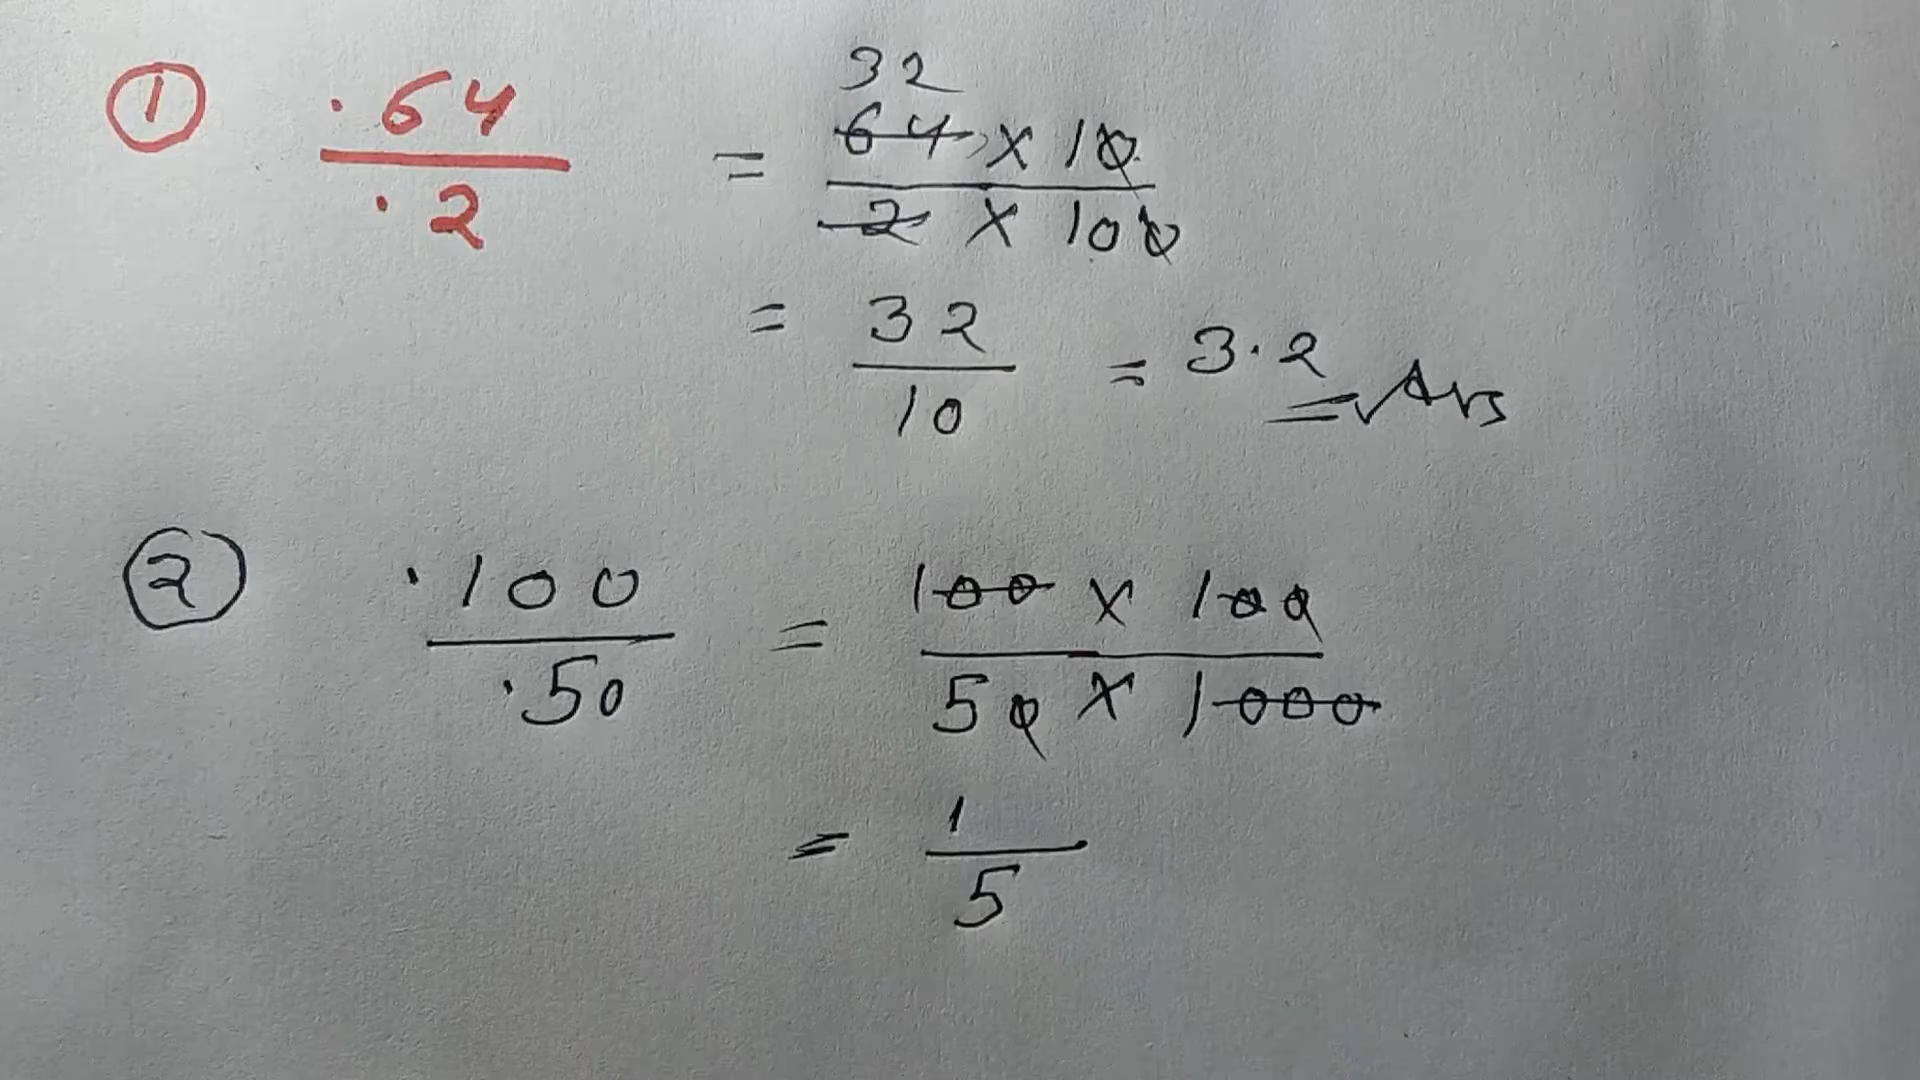 ① .64 / .2 = 32 64 × 10 / 2 × 100
= 32 / 10 = 3.2 Ans
② .100 / .50 = 100 × 100 / 50 × 1000
= 1 / 5